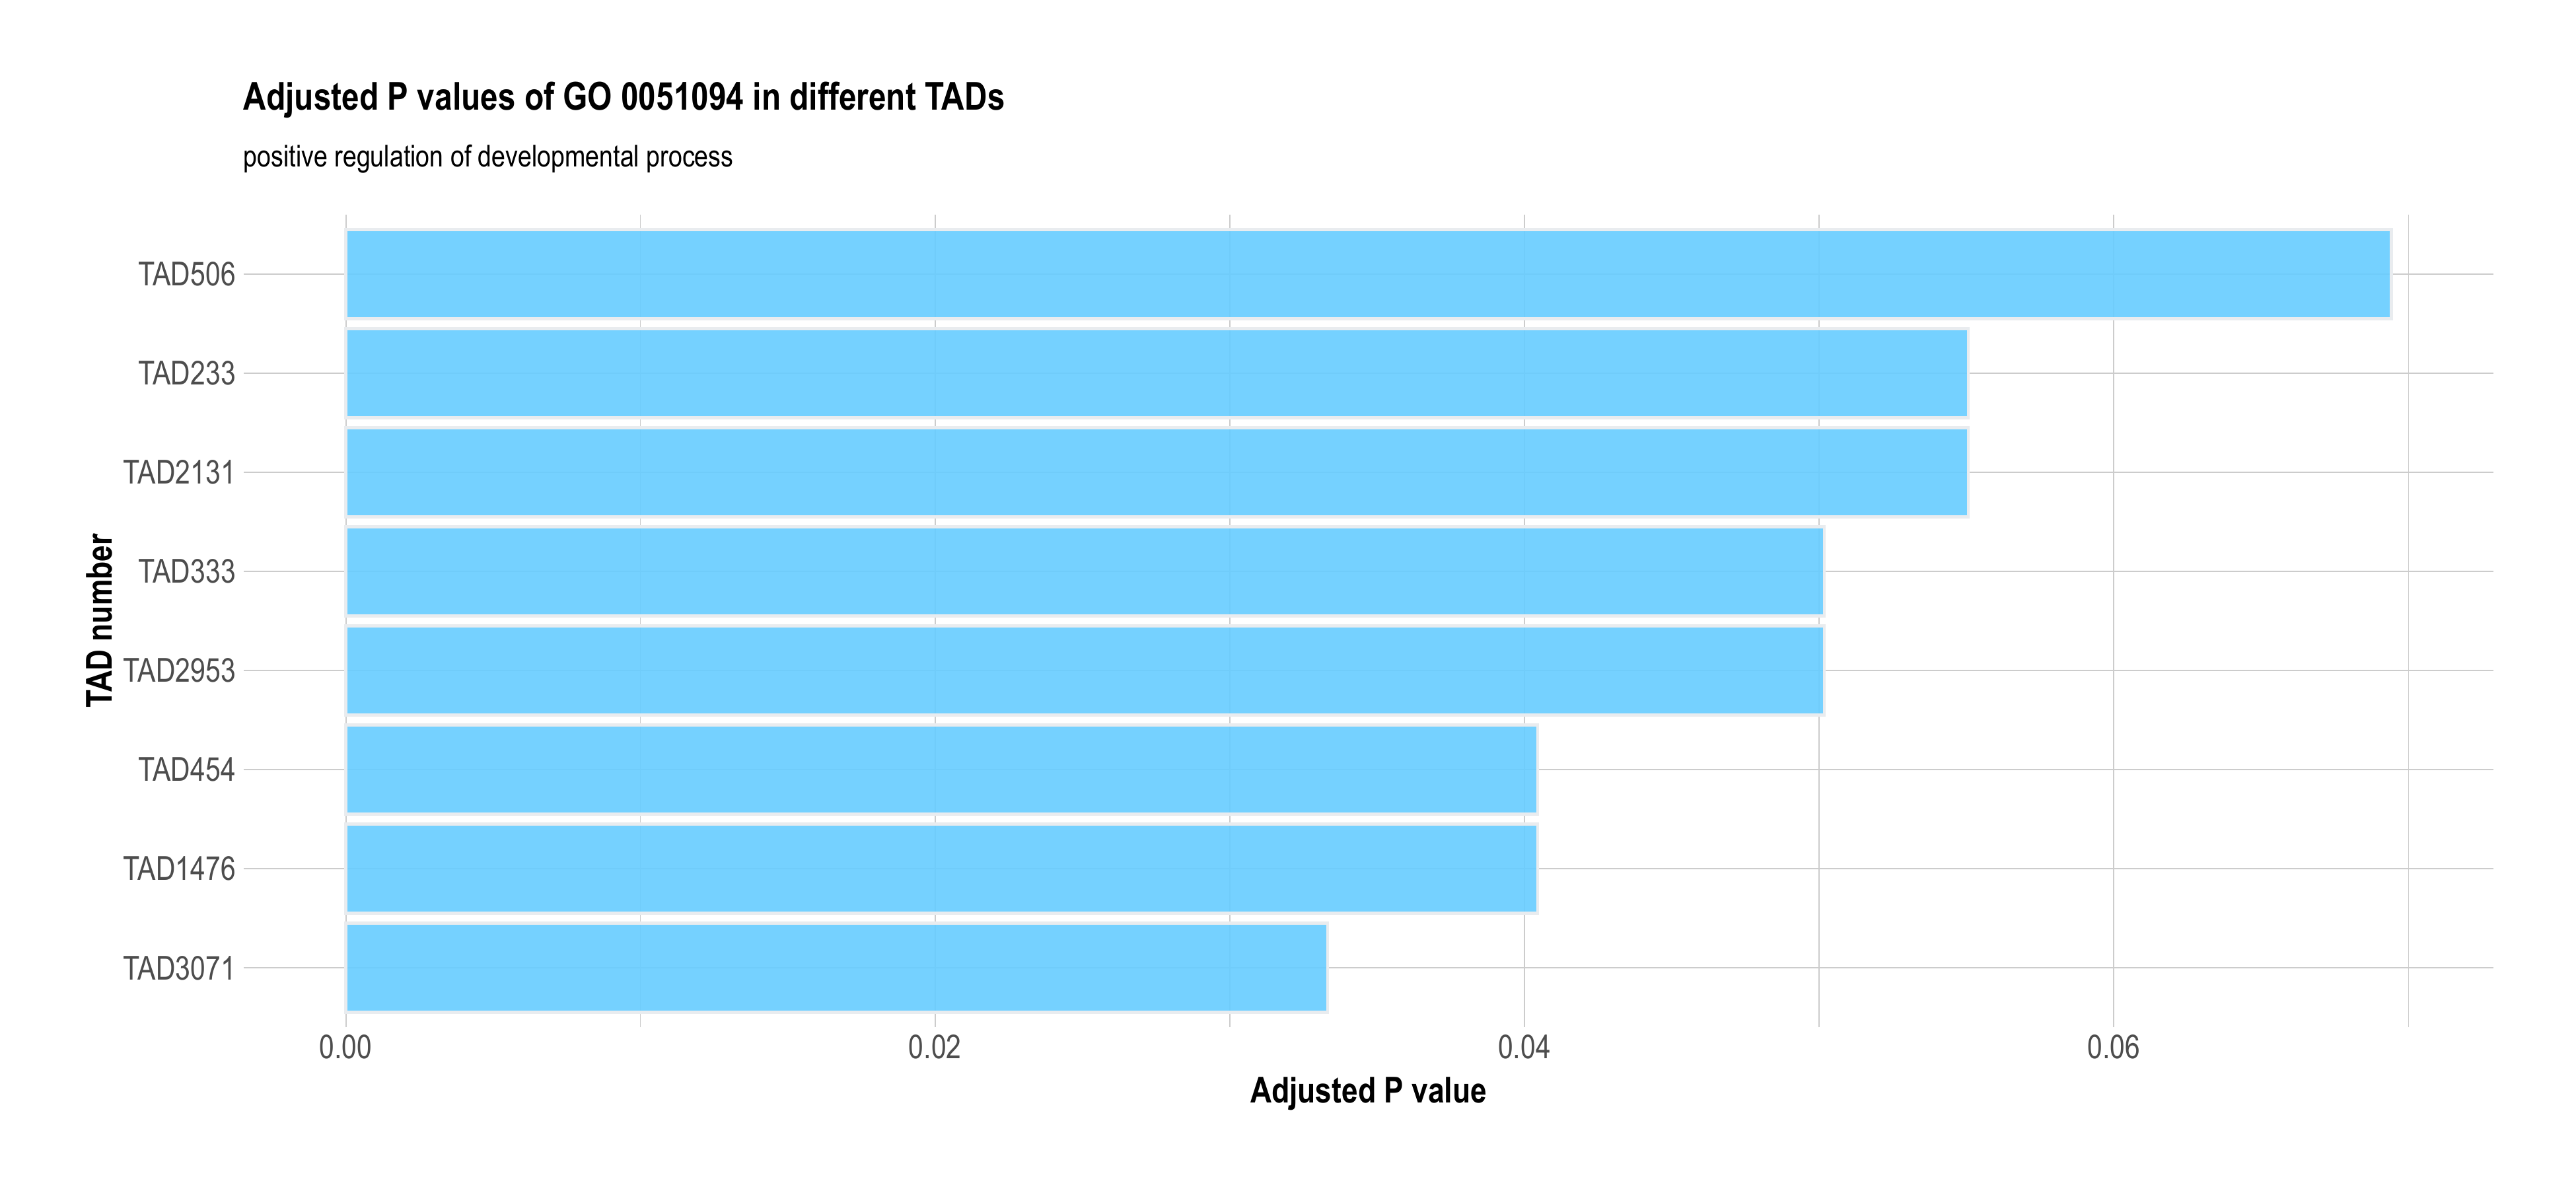 Adjusted P values of GO 0051094 in different TADs
positive regulation of developmental process
TAD number
TAD506
TAD233
TAD2131
TAD333
TAD2953
TAD454
TAD1476
TAD3071
0.00 0.02 0.04 0.06
Adjusted P value